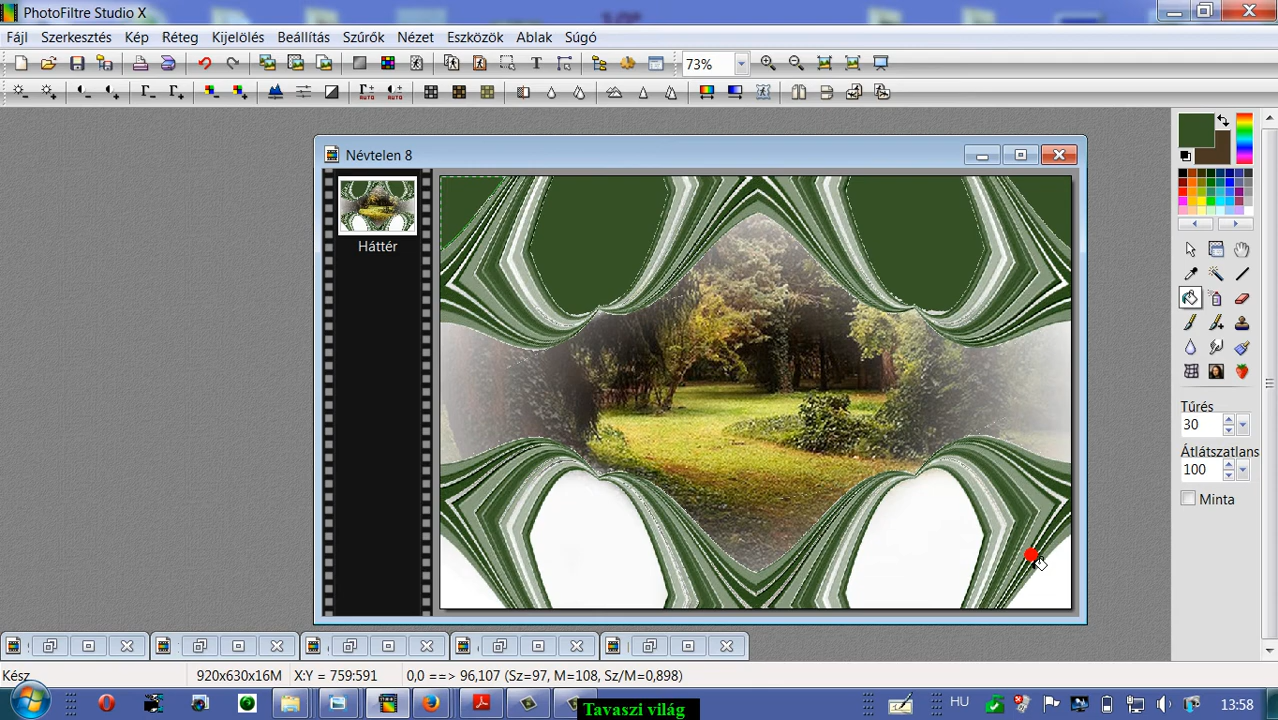 PhotoFiltre Studio X
Fájl Szerkesztés Kép Réteg Kijelölés Beállítás Szűrők Nézet Eszközök Ablak Súgó
73%
Névtelen 8
Háttér
Tűrés
30
Átlátszatlans
100
Minta
Kész 920x630x16M X:Y = 759:591 0,0 ==> 96,107 (Sz=97, M=108, Sz/M=0,898)
HU 13:58
Tavaszi világ